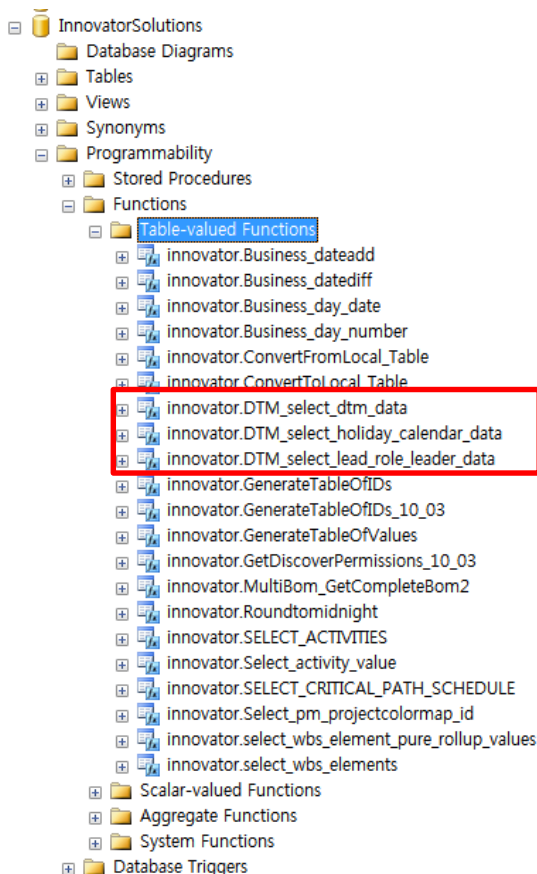 InnovatorSolutions
Database Diagrams
Tables
Views
Synonyms
Programmability
Stored Procedures
Functions
Table-valued Functions
innovator.Business_dateadd
innovator.Business_datediff
innovator.Business_day_date
innovator.Business_day_number
innovator.ConvertFromLocal_Table
innovator.ConvertToLocal_Table
innovator.DTM_select_dtm_data
innovator.DTM_select_holiday_calendar_data
innovator.DTM_select_lead_role_leader_data
innovator.GenerateTableOfIDs
innovator.GenerateTableOfIDs_10_03
innovator.GenerateTableOfValues
innovator.GetDiscoverPermissions_10_03
innovator.MultiBom_GetCompleteBom2
innovator.Roundtomidnight
innovator.SELECT_ACTIVITIES
innovator.Select_activity_value
innovator.SELECT_CRITICAL_PATH_SCHEDULE
innovator.Select_pm_projectcolormap_id
innovator.select_wbs_element_pure_rollup_values
innovator.select_wbs_elements
Scalar-valued Functions
Aggregate Functions
System Functions
Database Triggers